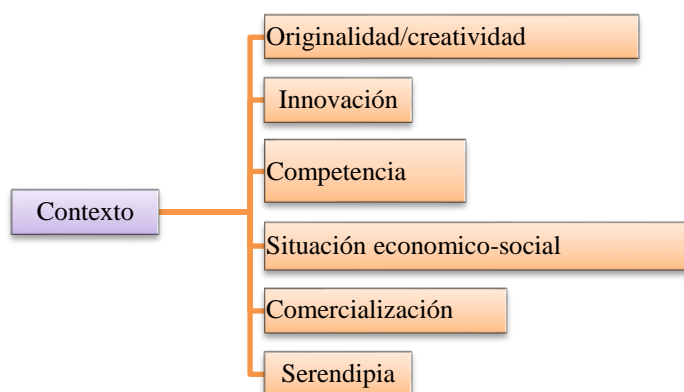 Originalidad/creatividad
Innovación
Competencia
Contexto
Situación economico-social
Comercialización
Serendipia